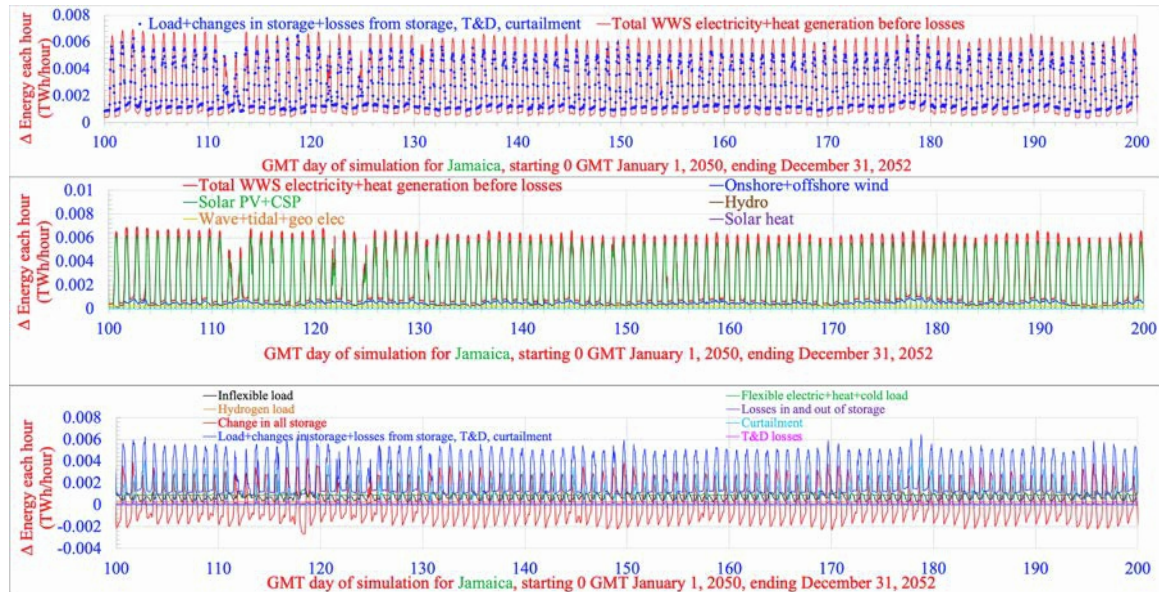 Load+changes in storage+losses from storage, T&D, curtailment Total WWS electricity+heat generation before losses
Δ Energy each hour
(TWh/hour)
0.008
0.006
0.004
0.002
0
100 110 120 130 140 150 160 170 180 190 200
GMT day of simulation for Jamaica, starting 0 GMT January 1, 2050, ending December 31, 2052
Total WWS electricity+heat generation before losses Onshore+offshore wind
Solar PV+CSP Hydro
Wave+tidal+geo elec Solar heat
Δ Energy each hour
(TWh/hour)
0.01
0.008
0.006
0.004
0.002
0
100 110 120 130 140 150 160 170 180 190 200
GMT day of simulation for Jamaica, starting 0 GMT January 1, 2050, ending December 31, 2052
Inflexible load Flexible electric+heat+cold load
Hydrogen load Losses in and out of storage
Change in all storage Curtailment
Load+changes instorage+losses from storage, T&D, curtailment T&D losses
Δ Energy each hour
(TWh/hour)
0.008
0.006
0.004
0.002
0
-0.002
-0.004
100 110 120 130 140 150 160 170 180 190 200
GMT day of simulation for Jamaica, starting 0 GMT January 1, 2050, ending December 31, 2052